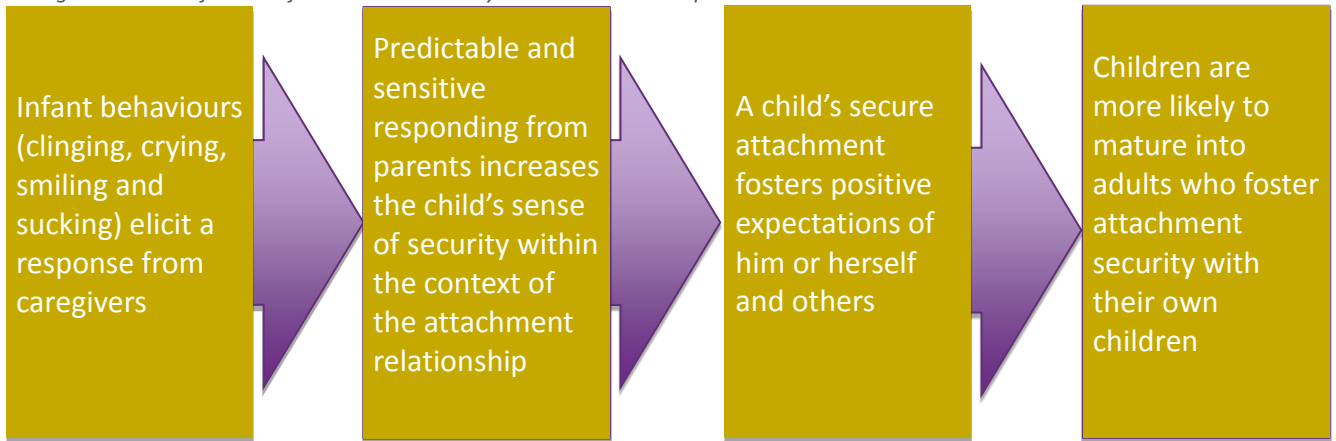 Infant behaviours
(clinging, crying,
smiling and
sucking) elicit a
response from
caregivers
Predictable and
sensitive
responding from
parents increases
the child’s sense
of security within
the context of
the attachment
relationship
A child’s secure
attachment
fosters positive
expectations of
him or herself
and others
Children are
more likely to
mature into
adults who foster
attachment
security with
their own
children